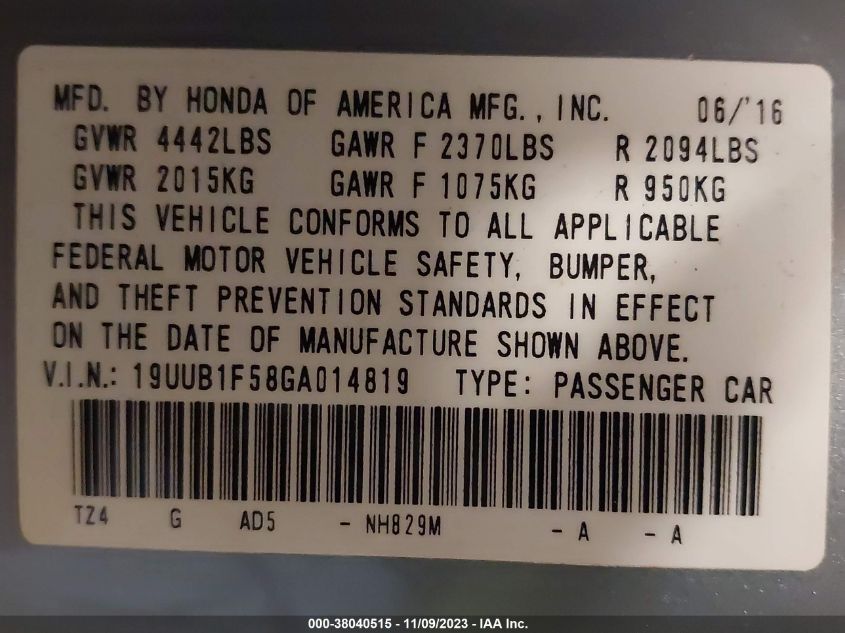 MFD. BY HONDA OF AMERICA MFG., INC. 06/'16
GVWR 4442LBS GAWR F 2370LBS R 2094LBS
GVWR 2015KG GAWR F 1075KG R 950KG
THIS VEHICLE CONFORMS TO ALL APPLICABLE
FEDERAL MOTOR VEHICLE SAFETY, BUMPER,
AND THEFT PREVENTION STANDARDS IN EFFECT
ON THE DATE OF MANUFACTURE SHOWN ABOVE.
V.I.N.: 19UUB1F58GA014819 TYPE: PASSENGER CAR
TZ4 G AD5 - NH829M - A - A
000-38040515 - 11/09/2023 - IAA Inc.